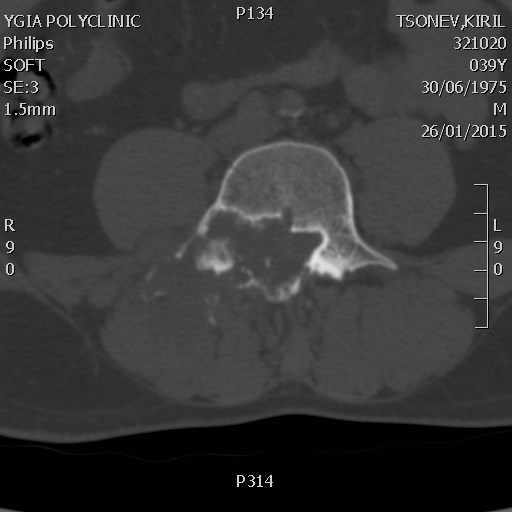 YGIA POLYCLINIC
Philips
SOFT
SE:3
1.5mm
P134
TSONEV,KIRIL
321020
039Y
30/06/1975
M
26/01/2015
R
9
0
L
9
0
P314